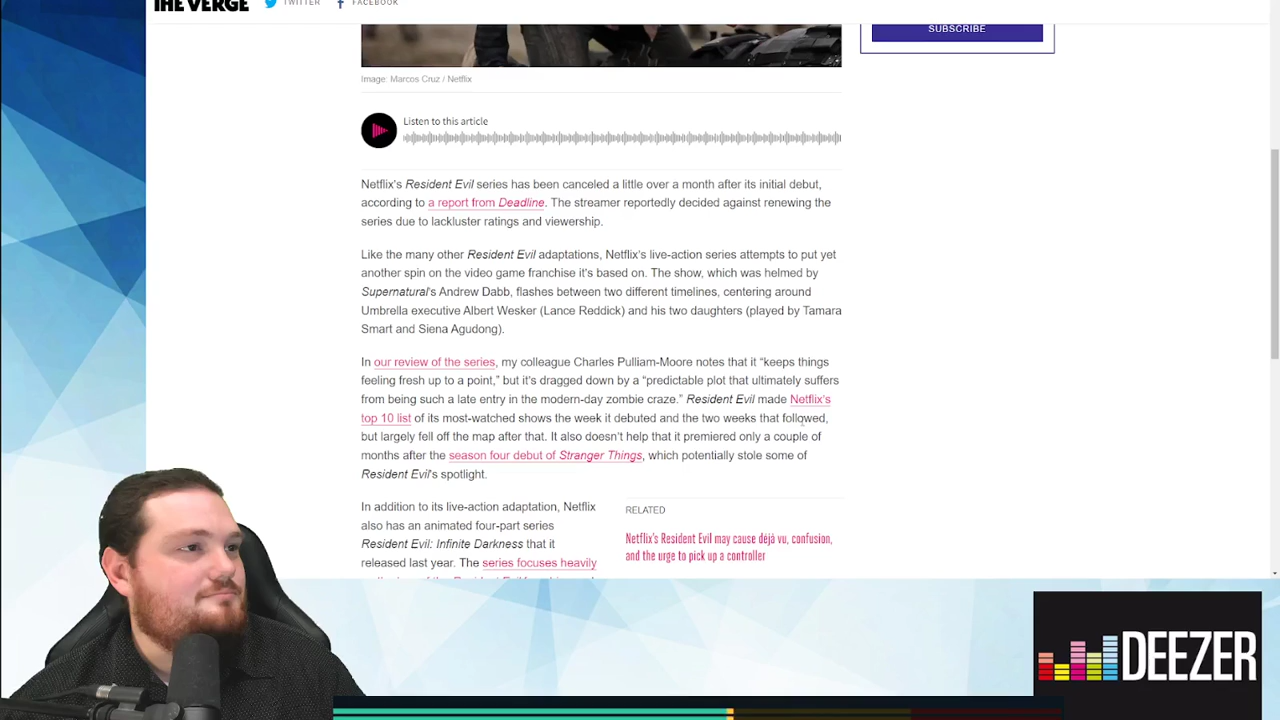 THE VERGE
TWITTER
FACEBOOK
SUBSCRIBE
Image: Marcos Cruz / Netflix
Listen to this article
Netflix's Resident Evil series has been canceled a little over a month after its initial debut,
according to a report from Deadline. The streamer reportedly decided against renewing the
series due to lackluster ratings and viewership.
Like the many other Resident Evil adaptations, Netflix's live-action series attempts to put yet
another spin on the video game franchise it's based on. The show, which was helmed by
Supernatural's Andrew Dabb, flashes between two different timelines, centering around
Umbrella executive Albert Wesker (Lance Reddick) and his two daughters (played by Tamara
Smart and Siena Agudong).
In our review of the series, my colleague Charles Pulliam-Moore notes that it “keeps things
feeling fresh up to a point,” but it's dragged down by a “predictable plot that ultimately suffers
from being such a late entry in the modern-day zombie craze.” Resident Evil made Netflix's
top 10 list of its most-watched shows the week it debuted and the two weeks that followed,
but largely fell off the map after that. It also doesn't help that it premiered only a couple of
months after the season four debut of Stranger Things, which potentially stole some of
Resident Evil's spotlight.
In addition to its live-action adaptation, Netflix
also has an animated four-part series
Resident Evil: Infinite Darkness that it
released last year. The series focuses heavily
RELATED
Netflix's Resident Evil may cause déjà vu, confusion,
and the urge to pick up a controller
DEEZER